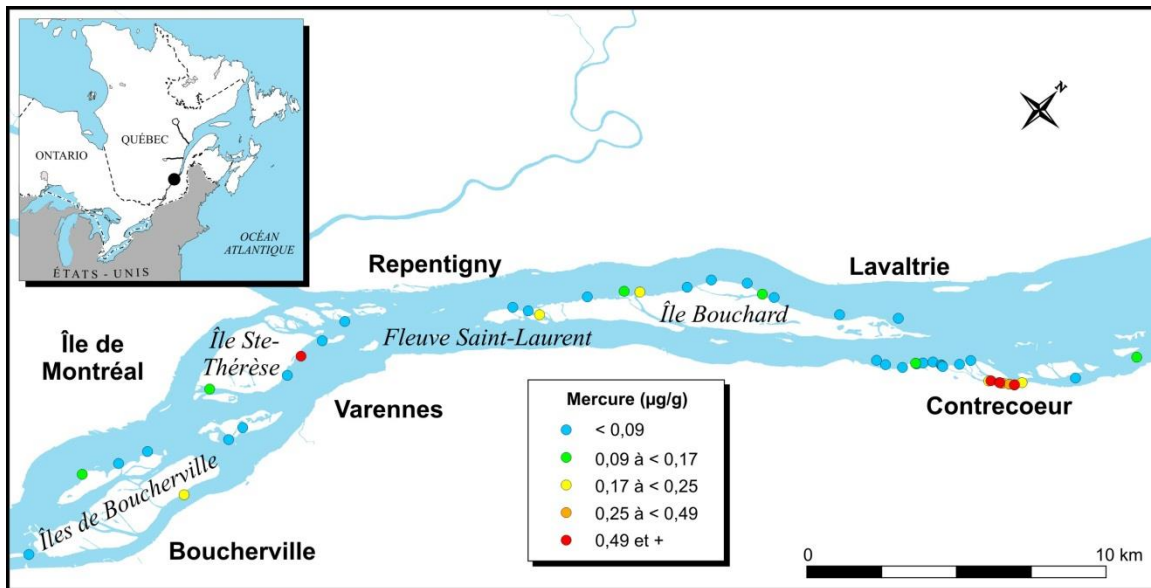 QUÉBEC
ONTARIO
OCÉAN
ATLANTIQUE
ÉTATS-UNIS
N
Repentigny
Lavaltrie
Île Bouchard
Île de
Montréal
Île Ste-
Thérèse
Fleuve Saint-Laurent
Varennes
Contrecoeur
Îles de Boucherville
Boucherville
Mercure (µg/g)
< 0,09
0,09 à < 0,17
0,17 à < 0,25
0,25 à < 0,49
0,49 et +
0
10 km